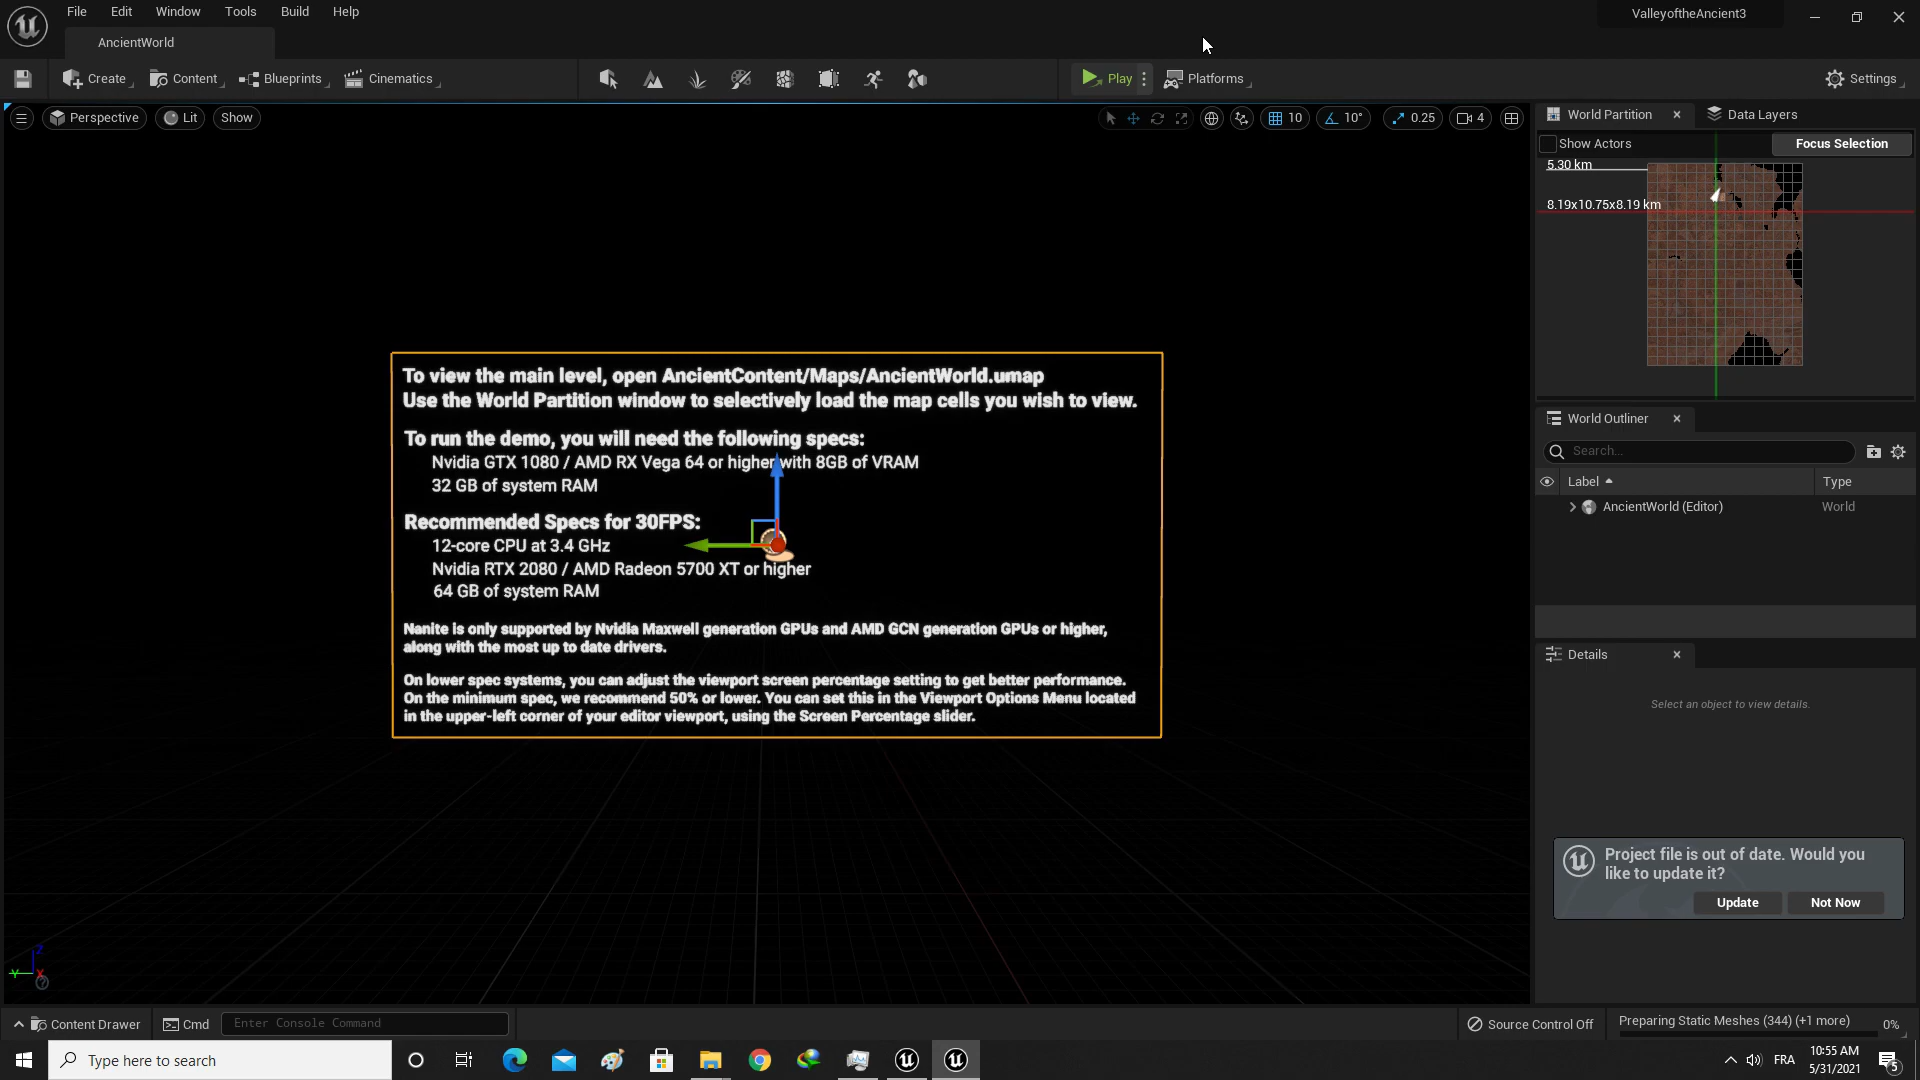 File Edit Window Tools Build Help
ValleyoftheAncient3
AncientWorld
Create Content Blueprints Cinematics Play Platforms Settings
Perspective Lit Show 10 10° 0.25 4
World Partition Data Layers
Show Actors Focus Selection
5.30 km
8.19x10.75x8.19 km
To view the main level, open AncientContent/Maps/AncientWorld.umap
Use the World Partition window to selectively load the map cells you wish to view.
To run the demo, you will need the following specs:
Nvidia GTX 1080 / AMD RX Vega 64 or higher with 8GB of VRAM
32 GB of system RAM
Recommended Specs for 30FPS:
12-core CPU at 3.4 GHz
Nvidia RTX 2080 / AMD Radeon 5700 XT or higher
64 GB of system RAM
Nanite is only supported by Nvidia Maxwell generation GPUs and AMD GCN generation GPUs or higher,
along with the most up to date drivers.
On lower spec systems, you can adjust the viewport screen percentage setting to get better performance.
On the minimum spec, we recommend 50% or lower. You can set this in the Viewport Options Menu located
in the upper-left corner of your editor viewport, using the Screen Percentage slider.
World Outliner
Search...
Label Type
AncientWorld (Editor) World
Details
Select an object to view details.
Project file is out of date. Would you
like to update it?
Update Not Now
Z
Y X
Content Drawer Cmd Enter Console Command Source Control Off Preparing Static Meshes (344) (+1 more) 0%
Type here to search FRA 10:55 AM
5/31/2021 5